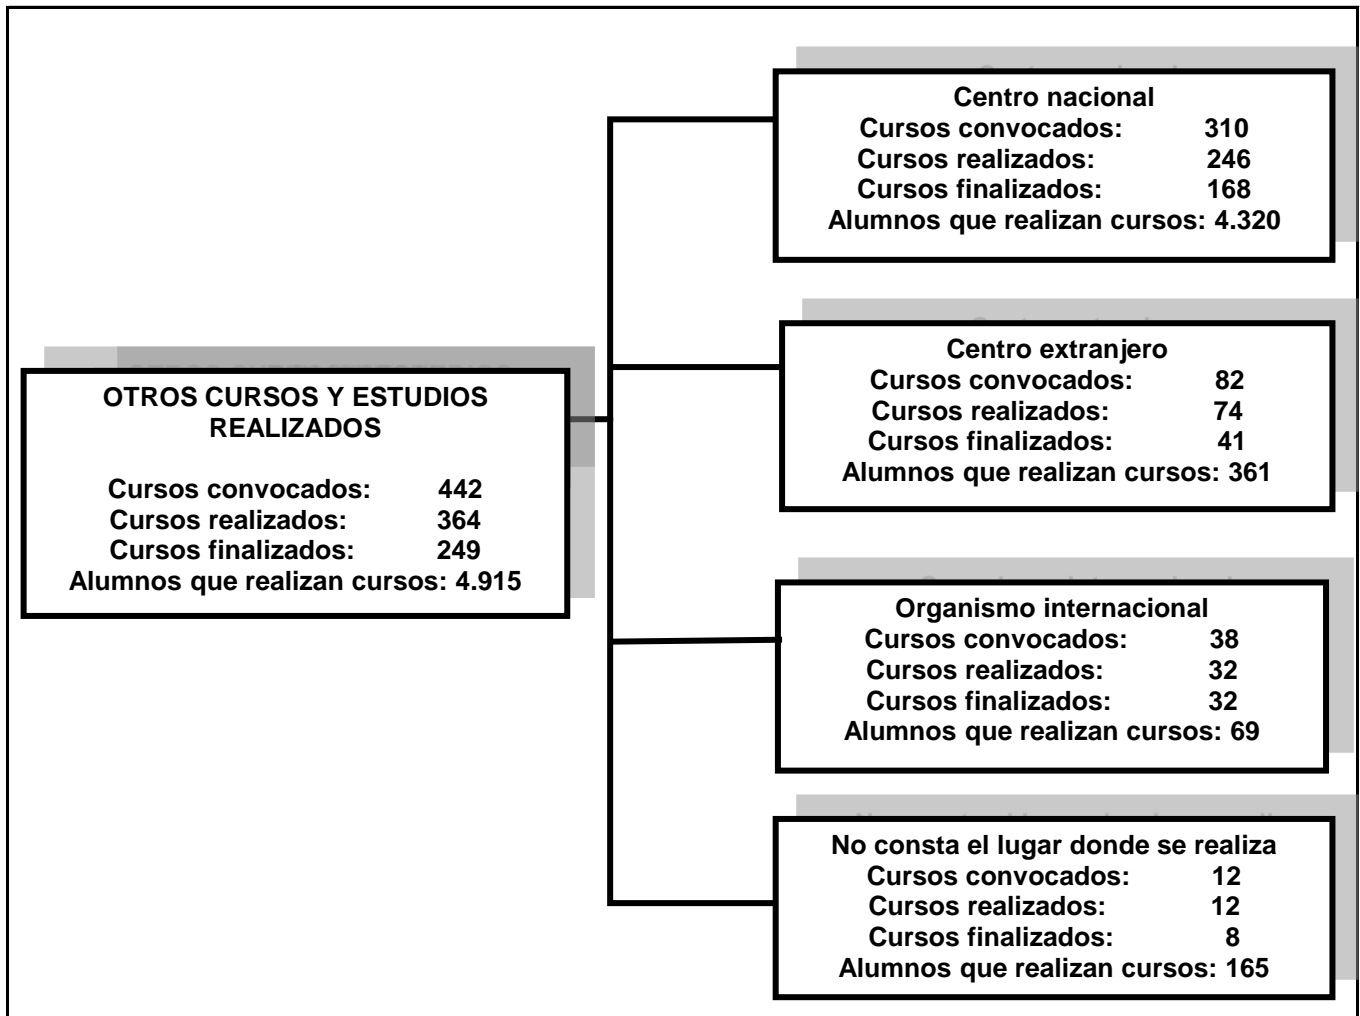 Centro nacional
Cursos convocados: 310
Cursos realizados: 246
Cursos finalizados: 168
Alumnos que realizan cursos: 4.320
Centro extranjero
Cursos convocados: 82
Cursos realizados: 74
Cursos finalizados: 41
Alumnos que realizan cursos: 361
OTROS CURSOS Y ESTUDIOS
REALIZADOS
Cursos convocados: 442
Cursos realizados: 364
Cursos finalizados: 249
Alumnos que realizan cursos: 4.915
Organismo internacional
Cursos convocados: 38
Cursos realizados: 32
Cursos finalizados: 32
Alumnos que realizan cursos: 69
No consta el lugar donde se realiza
Cursos convocados: 12
Cursos realizados: 12
Cursos finalizados: 8
Alumnos que realizan cursos: 165